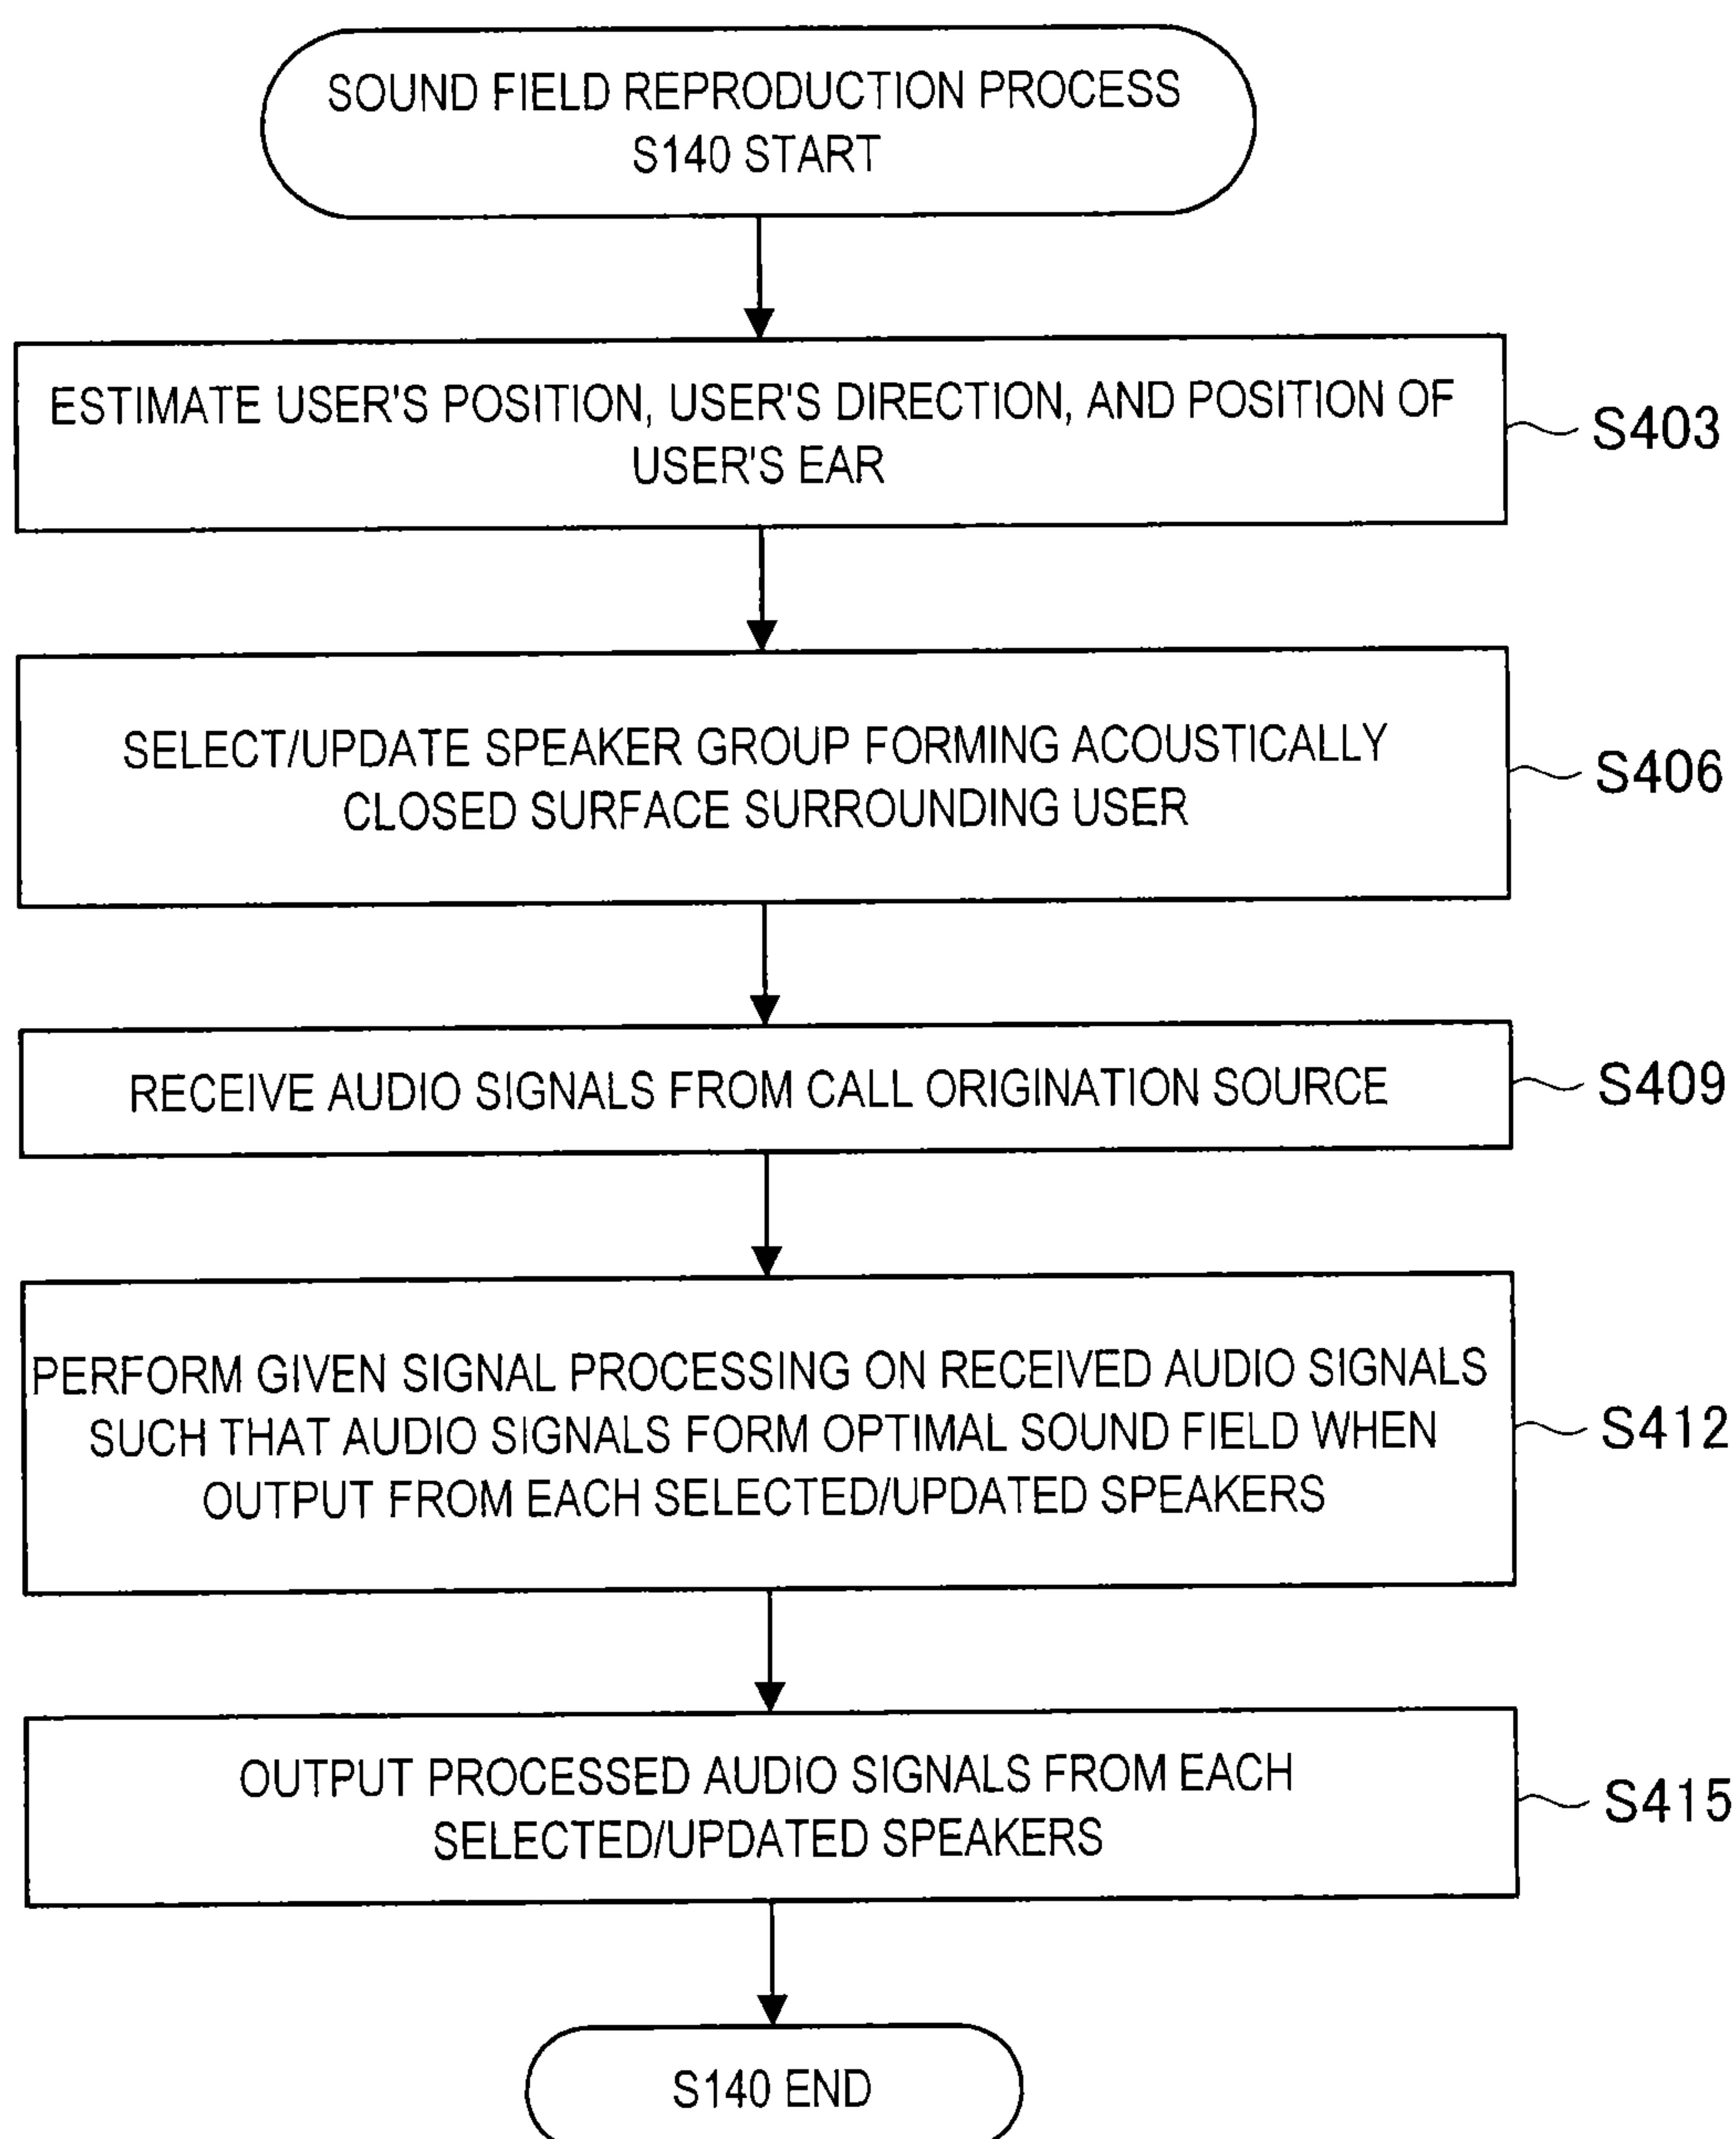 SOUND FIELD REPRODUCTION PROCESS
S140 START
ESTIMATE USER'S POSITION, USER'S DIRECTION, AND POSITION OF
USER'S EAR
S403
SELECT/UPDATE SPEAKER GROUP FORMING ACOUSTICALLY
CLOSED SURFACE SURROUNDING USER
S406
RECEIVE AUDIO SIGNALS FROM CALL ORIGINATION SOURCE
S409
PERFORM GIVEN SIGNAL PROCESSING ON RECEIVED AUDIO SIGNALS
SUCH THAT AUDIO SIGNALS FORM OPTIMAL SOUND FIELD WHEN
OUTPUT FROM EACH SELECTED/UPDATED SPEAKERS
S412
OUTPUT PROCESSED AUDIO SIGNALS FROM EACH
SELECTED/UPDATED SPEAKERS
S415
S140 END